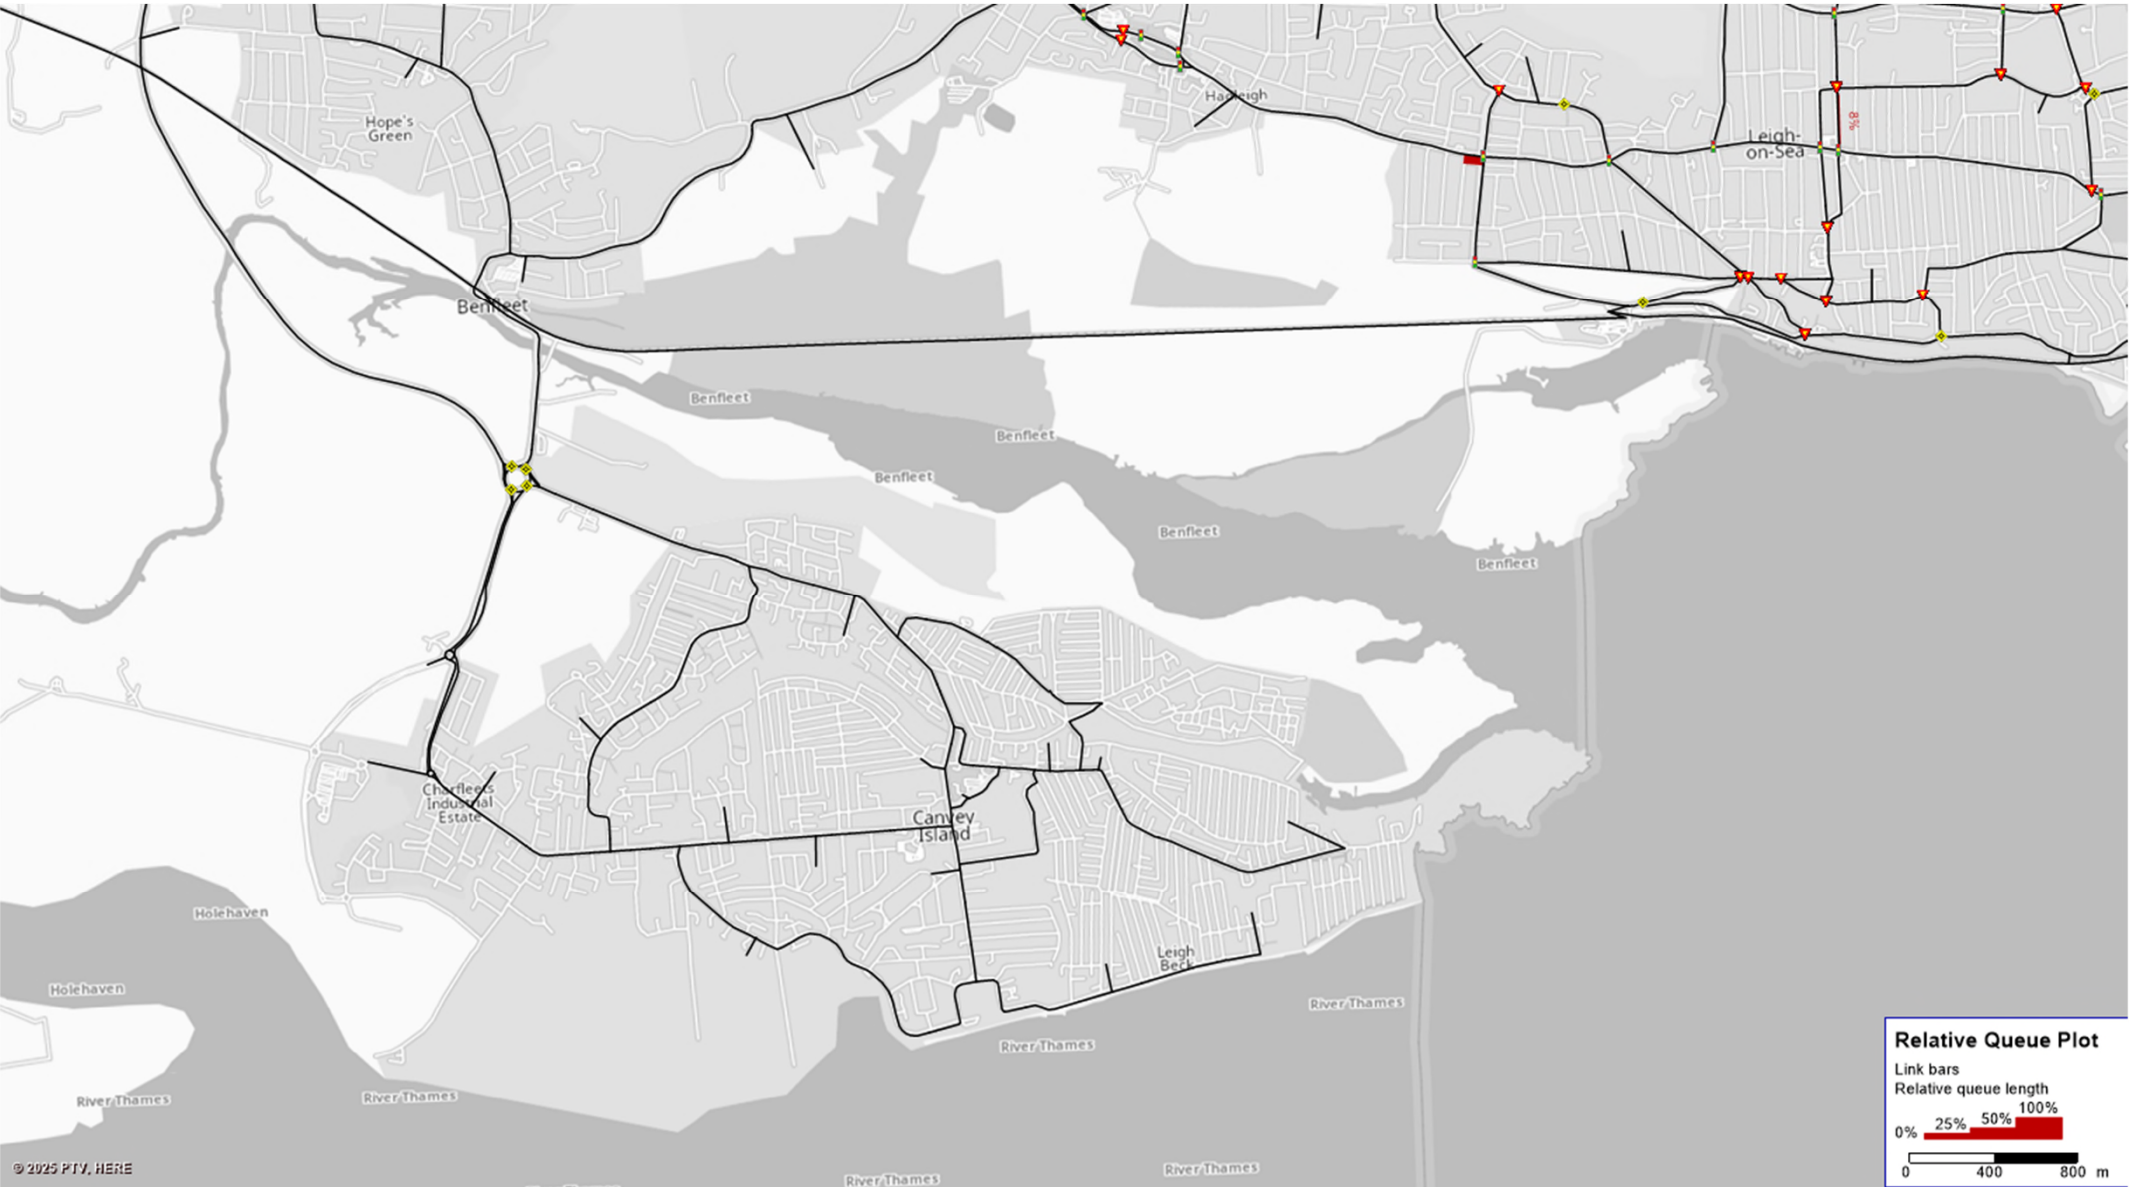 Hadleigh
Hope's
Green
8%
Leigh-
on-Sea
Benfleet
Benfleet
Benfleet
Benfleet
Benfleet
Benfleet
Charfleets
Industrial
Estate
Canvey
Island
Holehaven
Leigh
Beck
Holehaven
River Thames
River Thames
River Thames
River Thames
River Thames
River Thames
Relative Queue Plot
Link bars
Relative queue length
0% 25% 50% 100%
0 400 800 m
© 2025 PTV, HERE